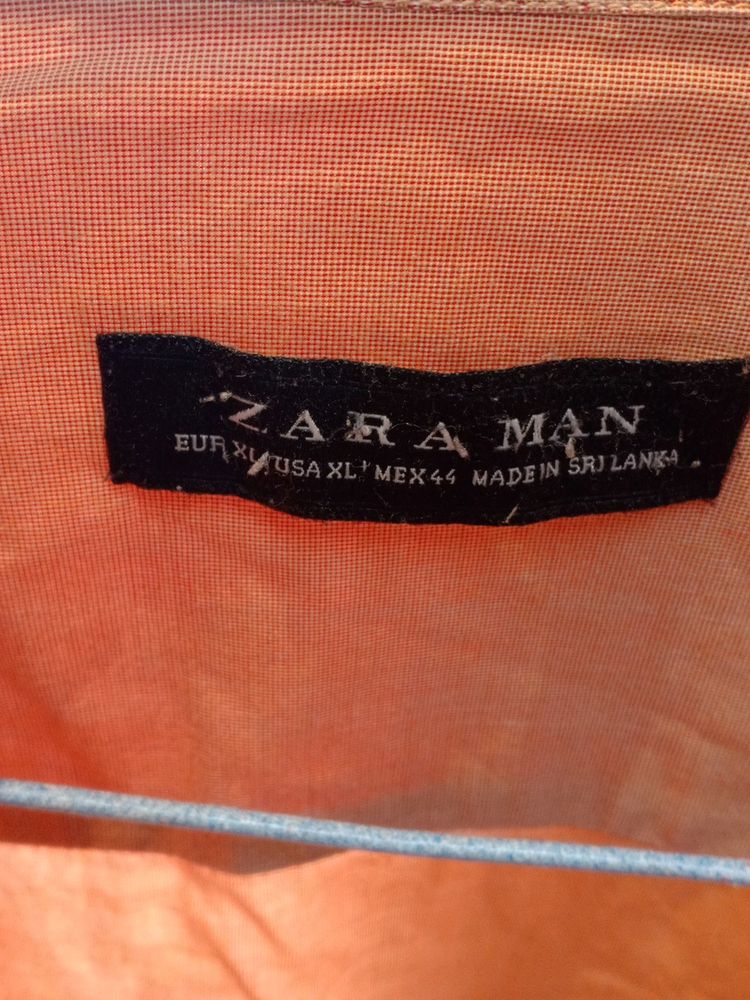 ZARA MAN
EUR XL USA XL MEX 44 MADE IN SRI LANKA